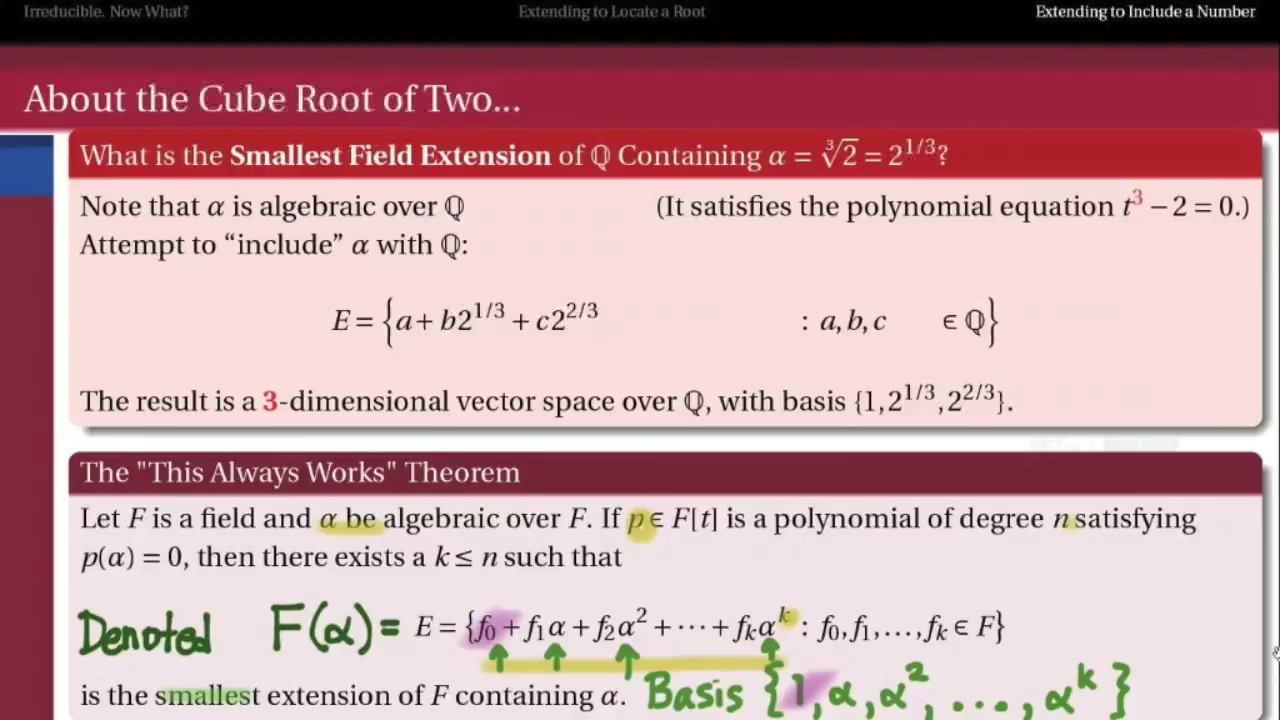 Irreducible. Now What? Extending to Locate a Root Extending to Include a Number
About the Cube Root of Two...
What is the Smallest Field Extension of ℚ Containing α = ∛2 = 2^{1/3}?
Note that α is algebraic over ℚ (It satisfies the polynomial equation t³ − 2 = 0.)
Attempt to “include” α with ℚ:
E = {a + b2^{1/3} + c2^{2/3} : a, b, c ∈ ℚ}
The result is a 3-dimensional vector space over ℚ, with basis {1, 2^{1/3}, 2^{2/3}}.
The "This Always Works" Theorem
Let F is a field and α be algebraic over F. If p ∈ F[t] is a polynomial of degree n satisfying
p(α) = 0, then there exists a k ≤ n such that
Denoted F(α) = E = {f₀ + f₁α + f₂α² + ⋯ + fₖαᵏ : f₀, f₁, …, fₖ ∈ F}
is the smallest extension of F containing α. Basis {1, α, α², ..., αᵏ}